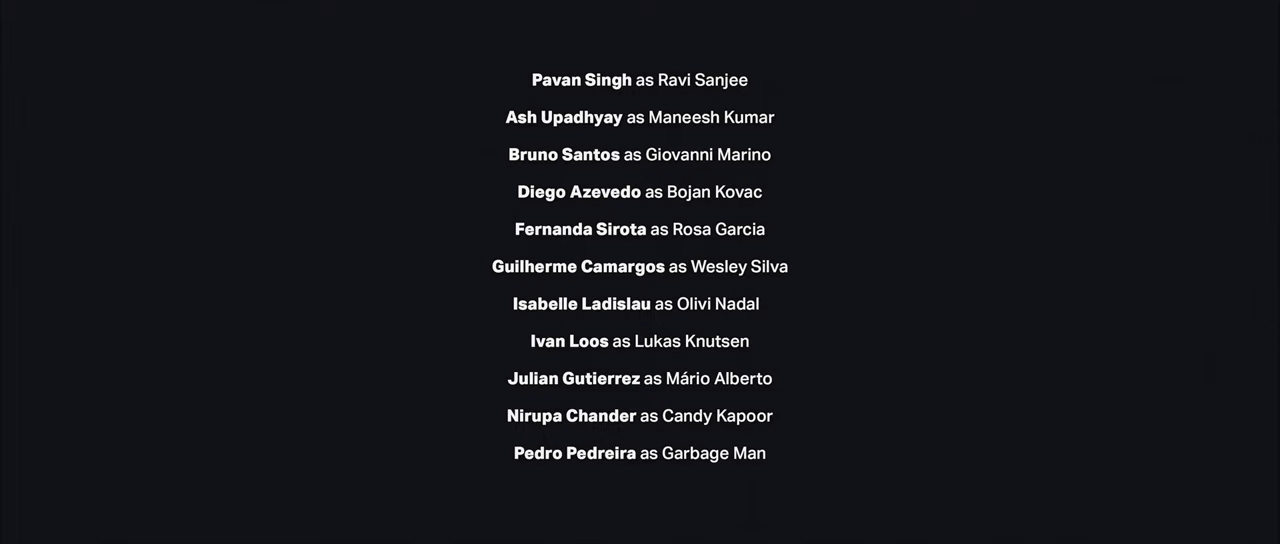 Pavan Singh as Ravi Sanjee
Ash Upadhyay as Maneesh Kumar
Bruno Santos as Giovanni Marino
Diego Azevedo as Bojan Kovac
Fernanda Sirota as Rosa Garcia
Guilherme Camargos as Wesley Silva
Isabelle Ladislau as Olivi Nadal
Ivan Loos as Lukas Knutsen
Julian Gutierrez as Mário Alberto
Nirupa Chander as Candy Kapoor
Pedro Pedreira as Garbage Man